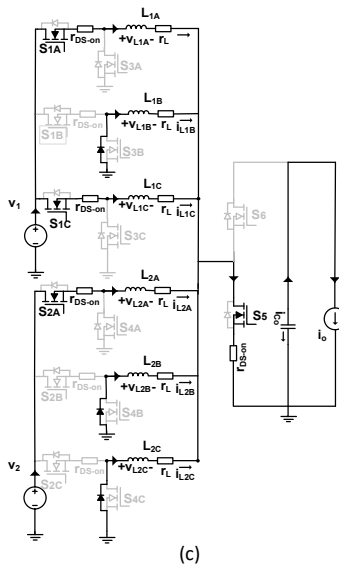 L1A
S1A rDS-on +vL1A- rL
S3A
L1B
rDS-on +vL1B- rL iL1B
S1B S3B
L1C
rDS-on +vL1C- rL iL1C
v1 S1C S3C
S6
L2A
S2A rDS-on +vL2A- rL iL2A
S4A
S5
iCo
io
rDS-on
L2B
rDS-on +vL2B- rL iL2B
S2B S4B
L2C
v2 rDS-on +vL2C- rL iL2C
S2C S4C
(c)